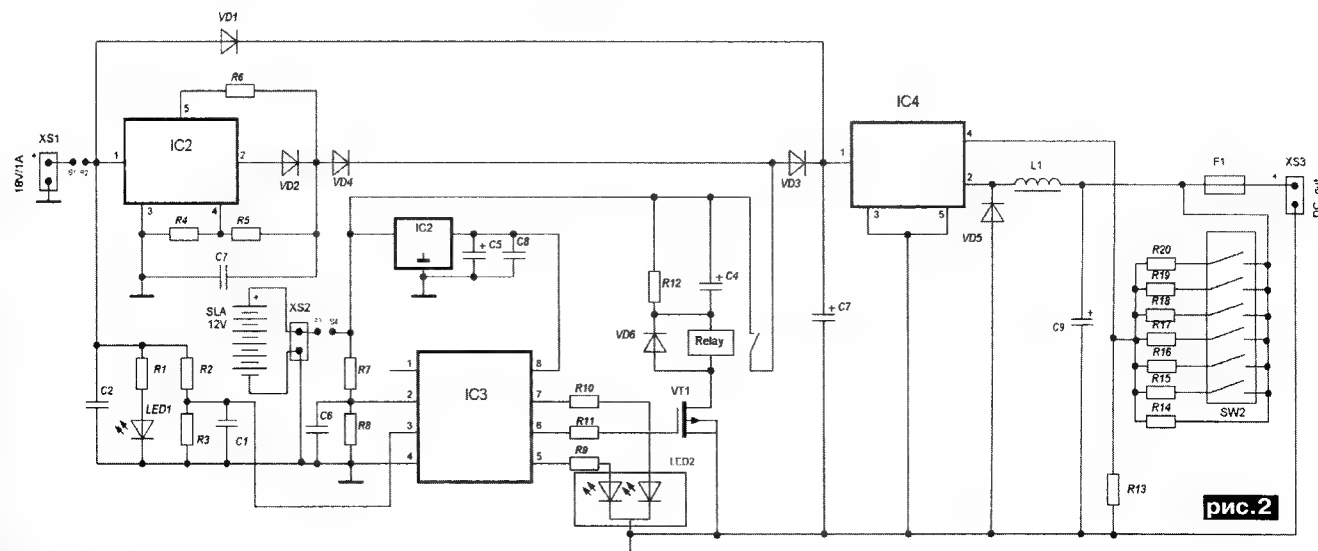 VD1
R6
5
IC4
XS1
18V/1A
+
1
IC2
2
VD2
VD4
VD3
1
4
2
L1
F1
XS3
+
3
4
R4
R5
3
5
VD5
C7
IC2
+
C5
C8
R12
+
C4
SLA
12V
+
XS2
VD6
Relay
+
C7
C9
+
R20
R19
R18
R17
R16
R15
R14
SW2
C2
R1
R2
LED1
R3
C1
C6
R7
R8
1
2
3
4
IC3
8
7
6
5
R10
R11
R9
VT1
LED2
R13
рис.2